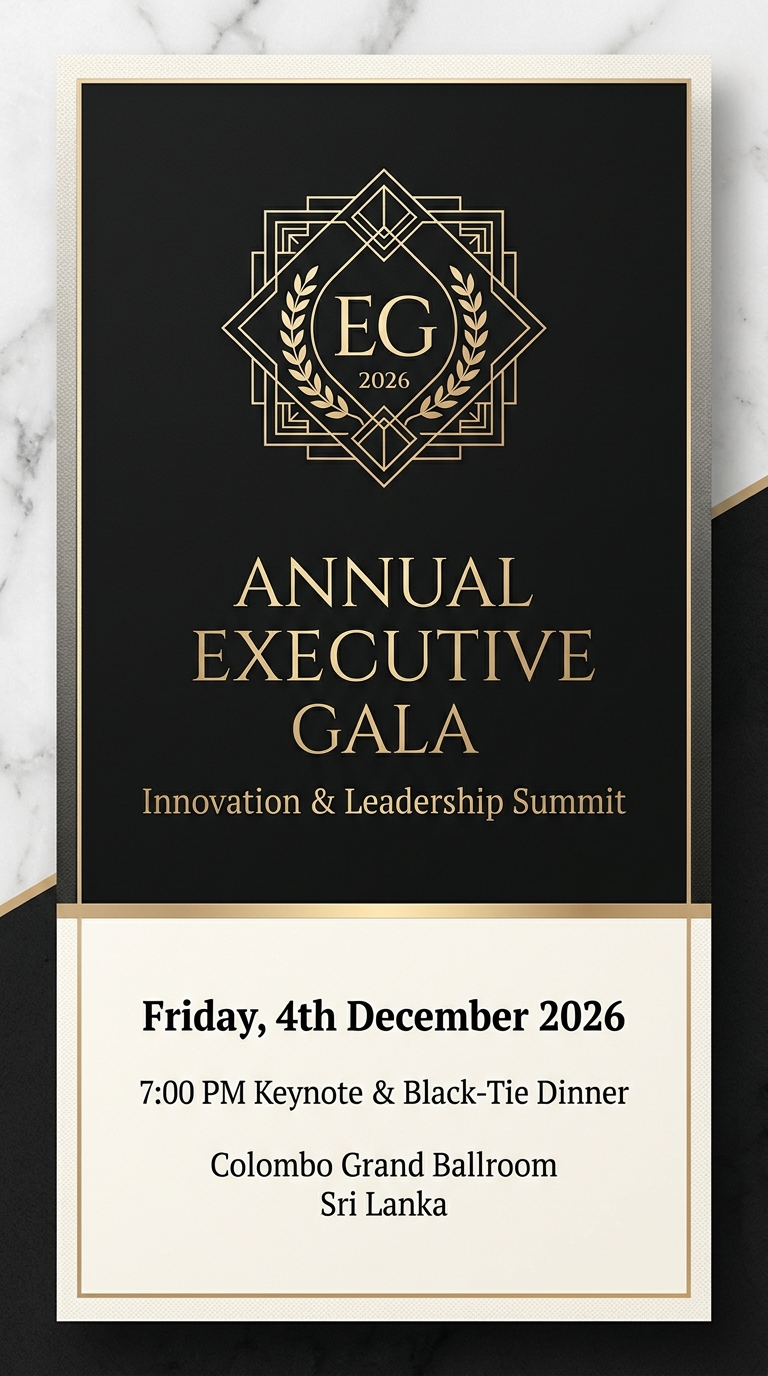 EG
2026
ANNUAL
EXECUTIVE
GALA
Innovation & Leadership Summit
Friday, 4th December 2026
7:00 PM Keynote & Black-Tie Dinner
Colombo Grand Ballroom
Sri Lanka